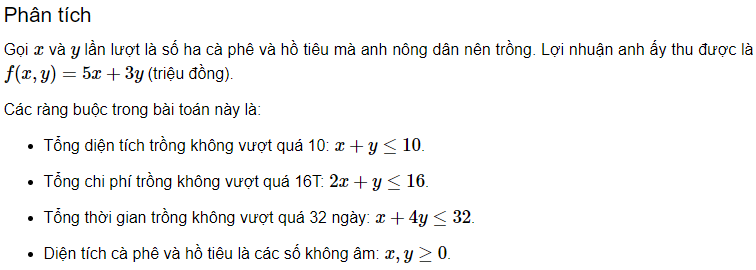 Phân tích
Gọi x và y lần lượt là số ha cà phê và hồ tiêu mà anh nông dân nên trồng. Lợi nhuận anh ấy thu được là
f(x, y) = 5x + 3y (triệu đồng).
Các ràng buộc trong bài toán này là:
• Tổng diện tích trồng không vượt quá 10: x + y ≤ 10.
• Tổng chi phí trồng không vượt quá 16T: 2x + y ≤ 16.
• Tổng thời gian trồng không vượt quá 32 ngày: x + 4y ≤ 32.
• Diện tích cà phê và hồ tiêu là các số không âm: x, y ≥ 0.